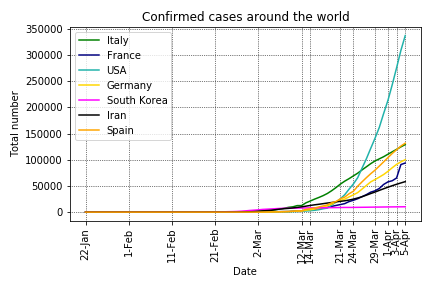 Confirmed cases around the world
350000
300000
250000
200000
150000
100000
50000
0
Total number
Italy
France
USA
Germany
South Korea
Iran
Spain
22-Jan
1-Feb
11-Feb
21-Feb
2-Mar
12-Mar
14-Mar
21-Mar
24-Mar
29-Mar
1-Apr
3-Apr
5-Apr
Date